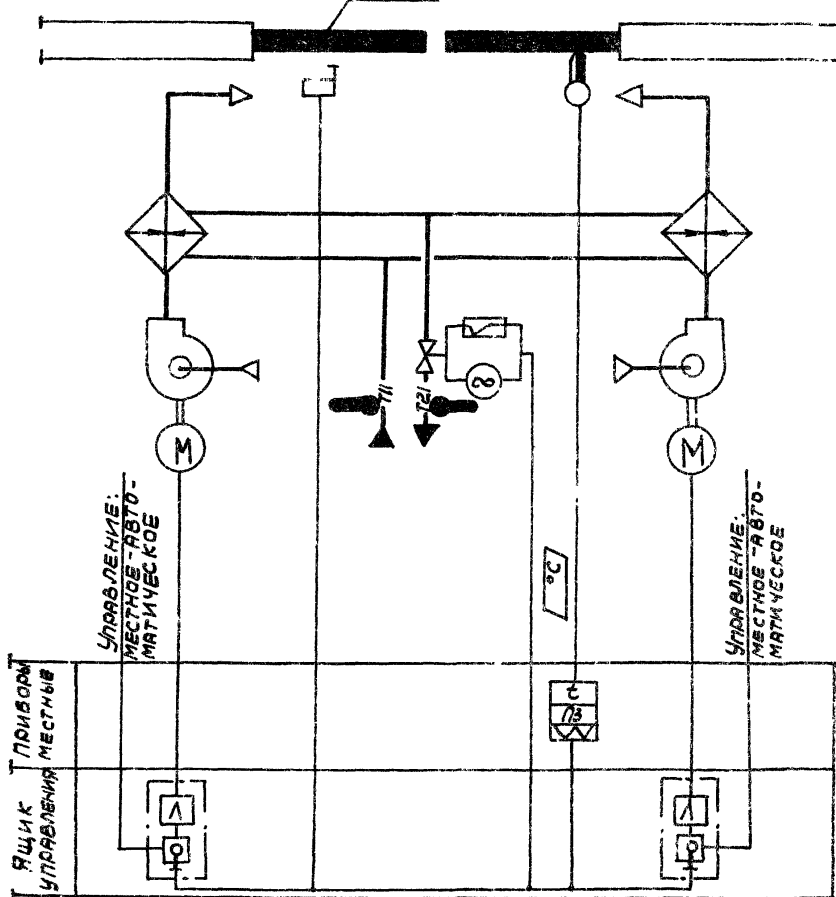 Т11
Т21
М
М
УПРАВЛЕНИЕ:
МЕСТНОЕ-АВТО-
МАТИЧЕСКОЕ
°С
УПРАВЛЕНИЕ:
МЕСТНОЕ-АВТО-
МАТИЧЕСКОЕ
ПРИБОРЫ
МЕСТНЫЕ
t
ПЗ
ЯЩИК
УПРАВЛЕНИЯ